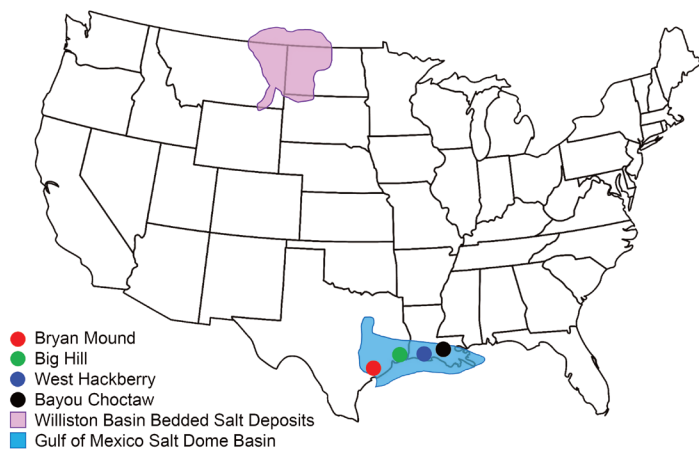 Bryan Mound
Big Hill
West Hackberry
Bayou Choctaw
Williston Basin Bedded Salt Deposits
Gulf of Mexico Salt Dome Basin